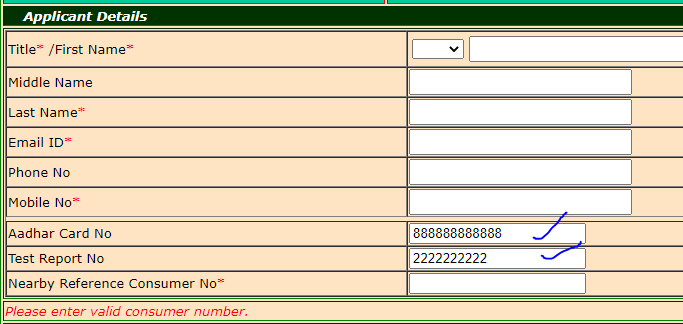 Applicant Details
Title* /First Name*
Middle Name
Last Name*
Email ID*
Phone No
Mobile No*
Aadhar Card No 888888888888
Test Report No 2222222222
Nearby Reference Consumer No*
Please enter valid consumer number.